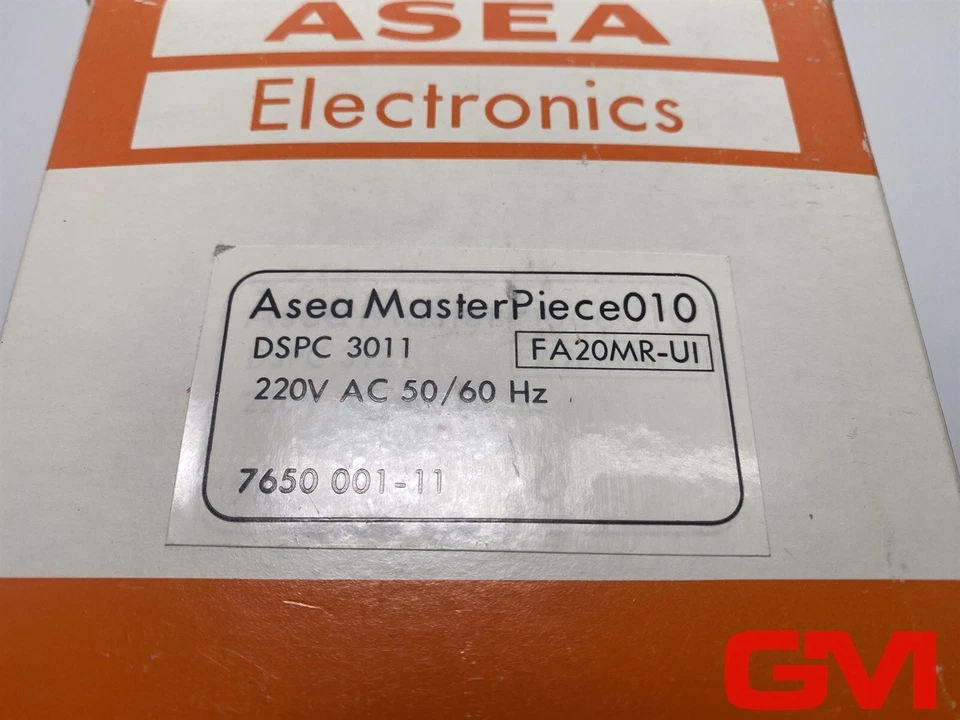 ASEA
Electronics
Asea MasterPiece010
DSPC 3011 FA20MR-UI
220V AC 50/60 Hz
7650 001-11
GM